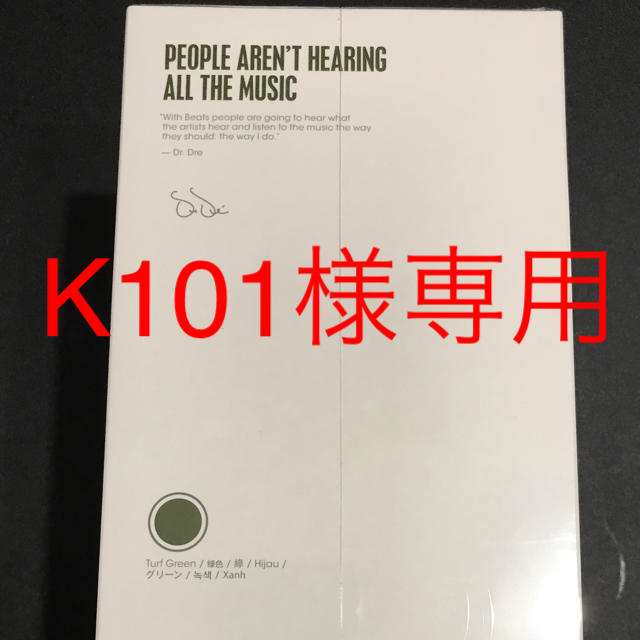 PEOPLE AREN'T HEARING
ALL THE MUSIC
"With Beats people are going to hear what
the artists hear and listen to the music the way
they should: the way I do."
— Dr. Dre
K101様専用
Turf Green / 绿色 / 綠 / Hijau /
グリーン / 녹색 / Xanh